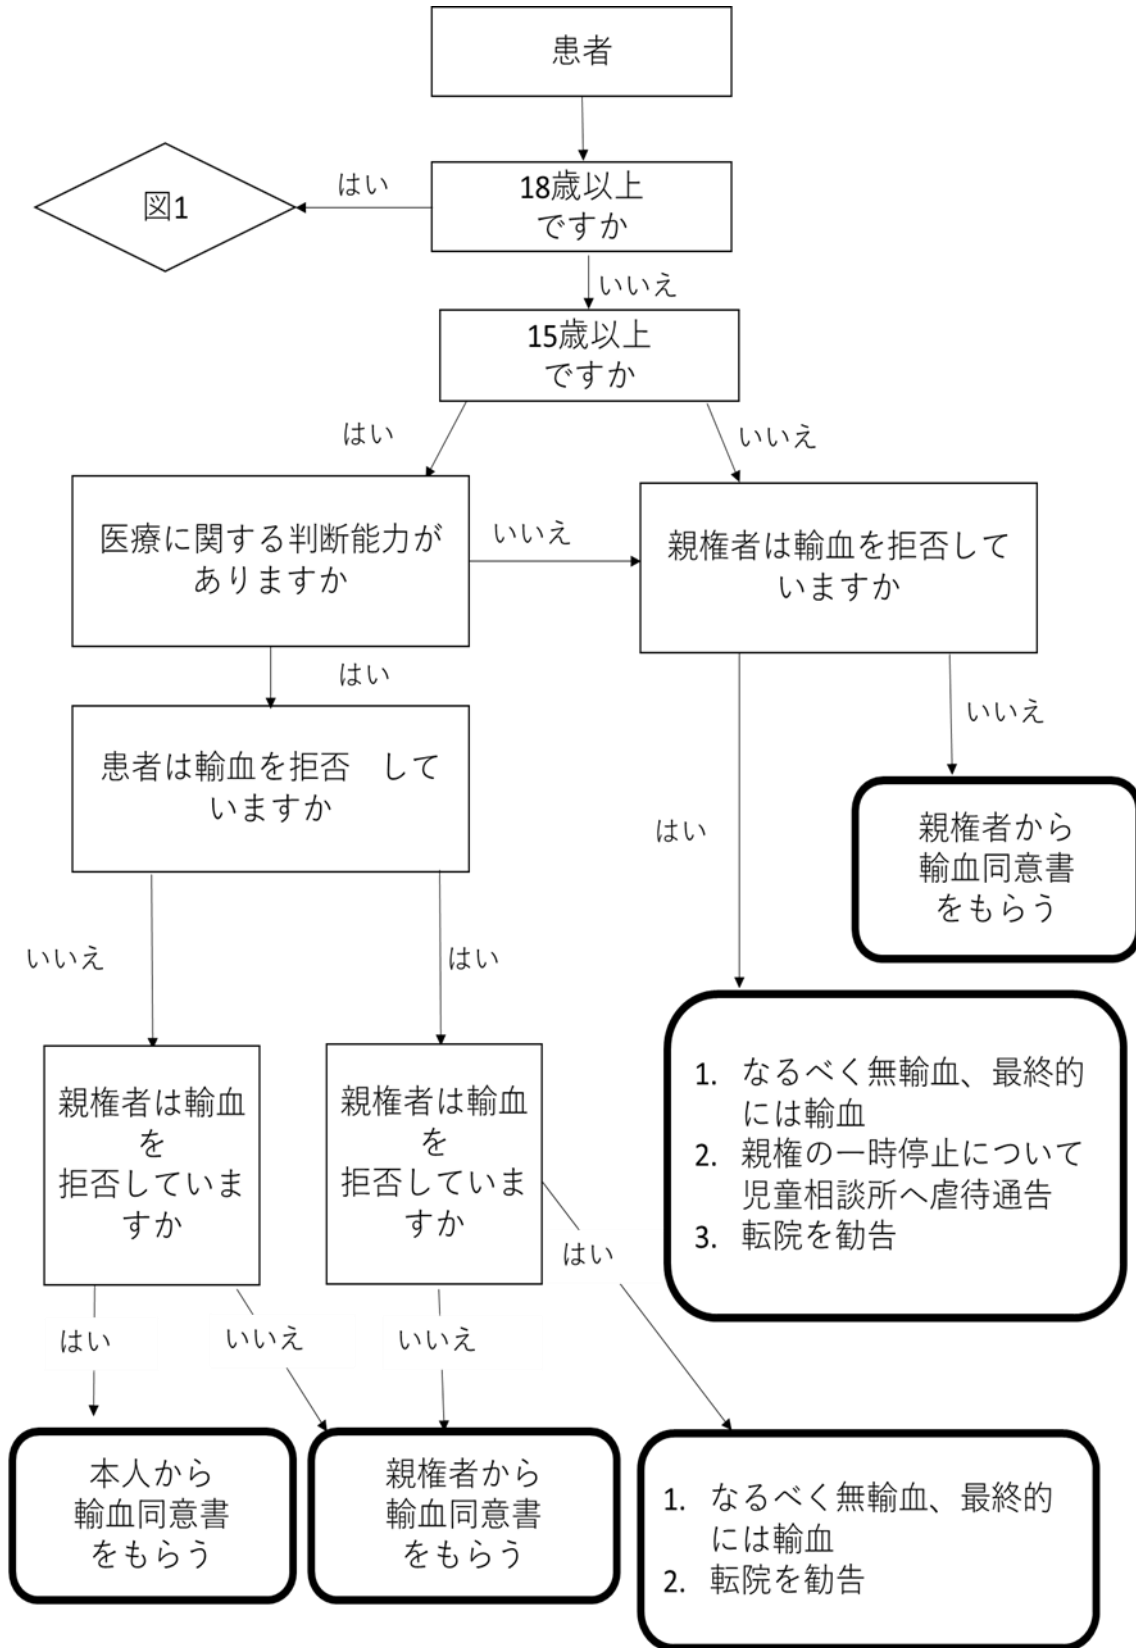 患者
18歳以上
ですか
はい
図1
いいえ
15歳以上
ですか
はい
いいえ
医療に関する判断能力が
ありますか
いいえ
親権者は輸血を拒否して
いますか
はい
患者は輸血を拒否　して
いますか
はい
いいえ
親権者から
輸血同意書
をもらう
いいえ
はい
親権者は輸血
を
拒否していま
すか
親権者は輸血
を
拒否していま
すか
1. なるべく無輸血、最終的
には輸血
2. 親権の一時停止について
児童相談所へ虐待通告
3. 転院を勧告
はい
いいえ
いいえ
はい
本人から
輸血同意書
をもらう
親権者から
輸血同意書
をもらう
1. なるべく無輸血、最終的
には輸血
2. 転院を勧告